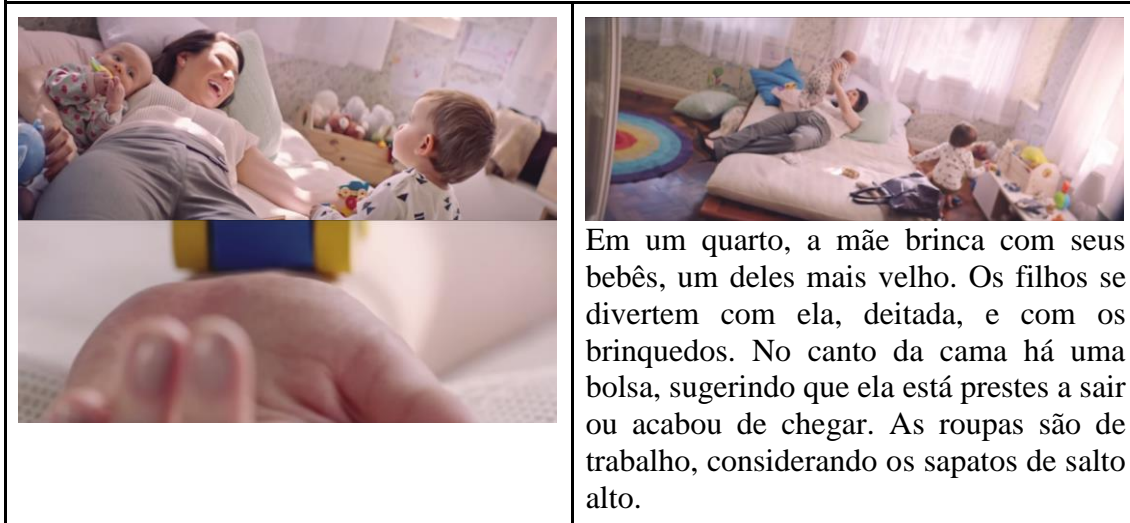 Em um quarto, a mãe brinca com seus
bebês, um deles mais velho. Os filhos se
divertem com ela, deitada, e com os
brinquedos. No canto da cama há uma
bolsa, sugerindo que ela está prestes a sair
ou acabou de chegar. As roupas são de
trabalho, considerando os sapatos de salto
alto.